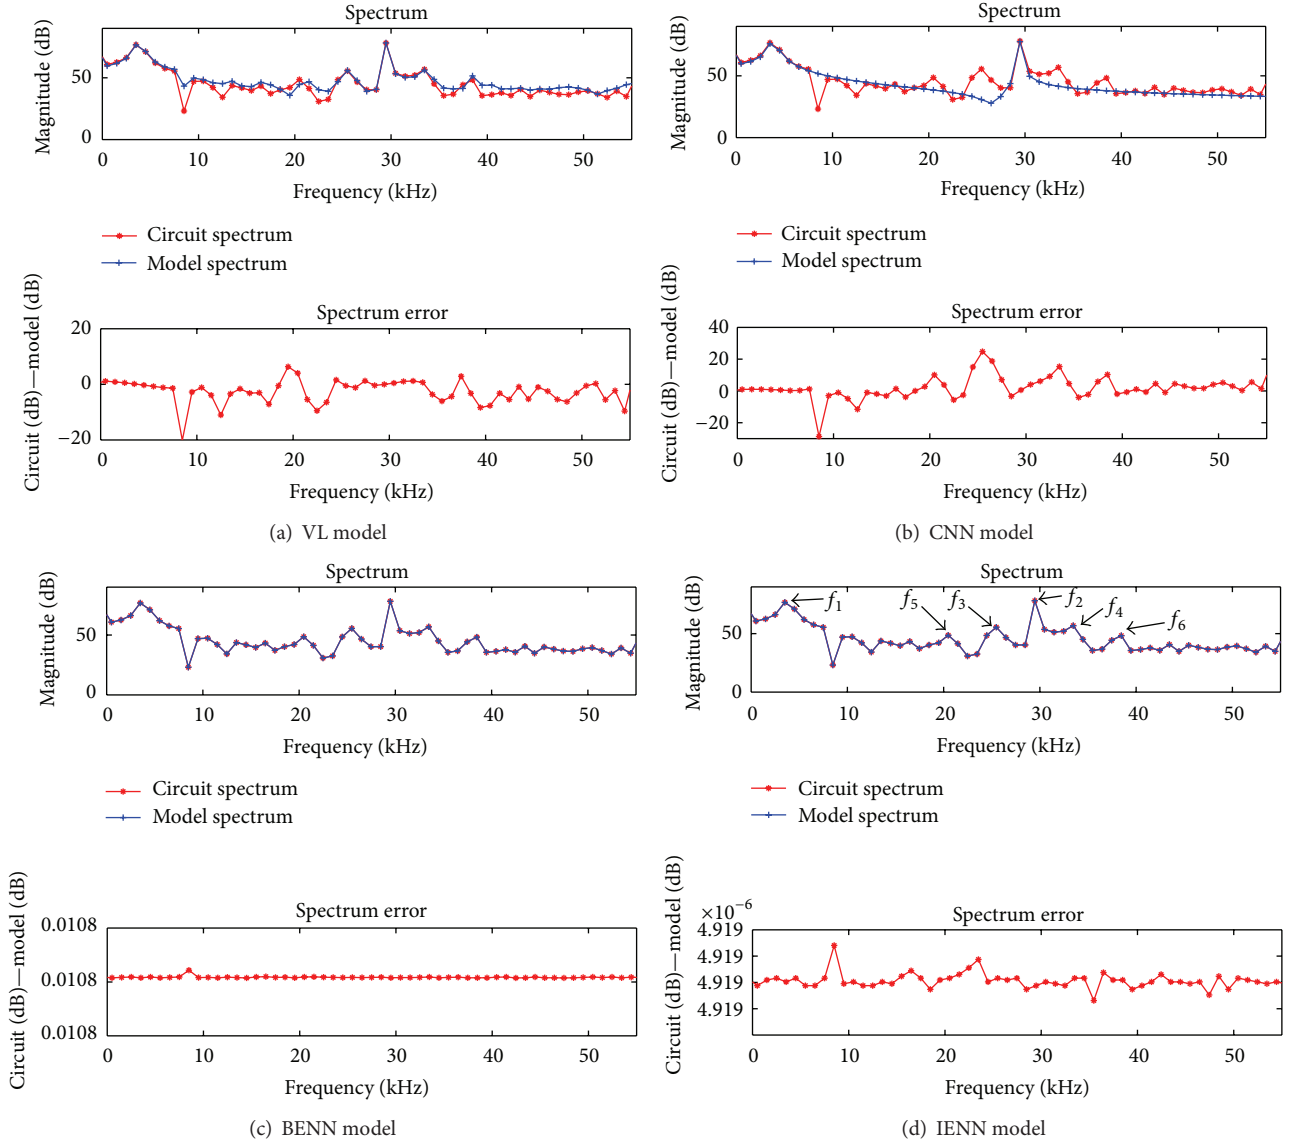 Spectrum
Magnitude (dB)
50
0
0 10 20 30 40 50
Frequency (kHz)
Circuit spectrum
Model spectrum
Spectrum error
Circuit (dB)—model (dB)
20
0
−20
0 10 20 30 40 50
Frequency (kHz)
(a) VL model
Spectrum
Magnitude (dB)
50
0
0 10 20 30 40 50
Frequency (kHz)
Circuit spectrum
Model spectrum
Spectrum error
Circuit (dB)—model (dB)
40
20
0
−20
0 10 20 30 40 50
Frequency (kHz)
(b) CNN model
Spectrum
Magnitude (dB)
50
0
0 10 20 30 40 50
Frequency (kHz)
Circuit spectrum
Model spectrum
Spectrum error
Circuit (dB)—model (dB)
0.0108
0.0108
0.0108
0 10 20 30 40 50
Frequency (kHz)
(c) BENN model
Spectrum
Magnitude (dB)
50
0
f1 f5 f3 f2 f4 f6
0 10 20 30 40 50
Frequency (kHz)
Circuit spectrum
Model spectrum
Spectrum error
Circuit (dB)—model (dB)
×10−6
4.919
4.919
4.919
4.919
0 10 20 30 40 50
Frequency (kHz)
(d) IENN model